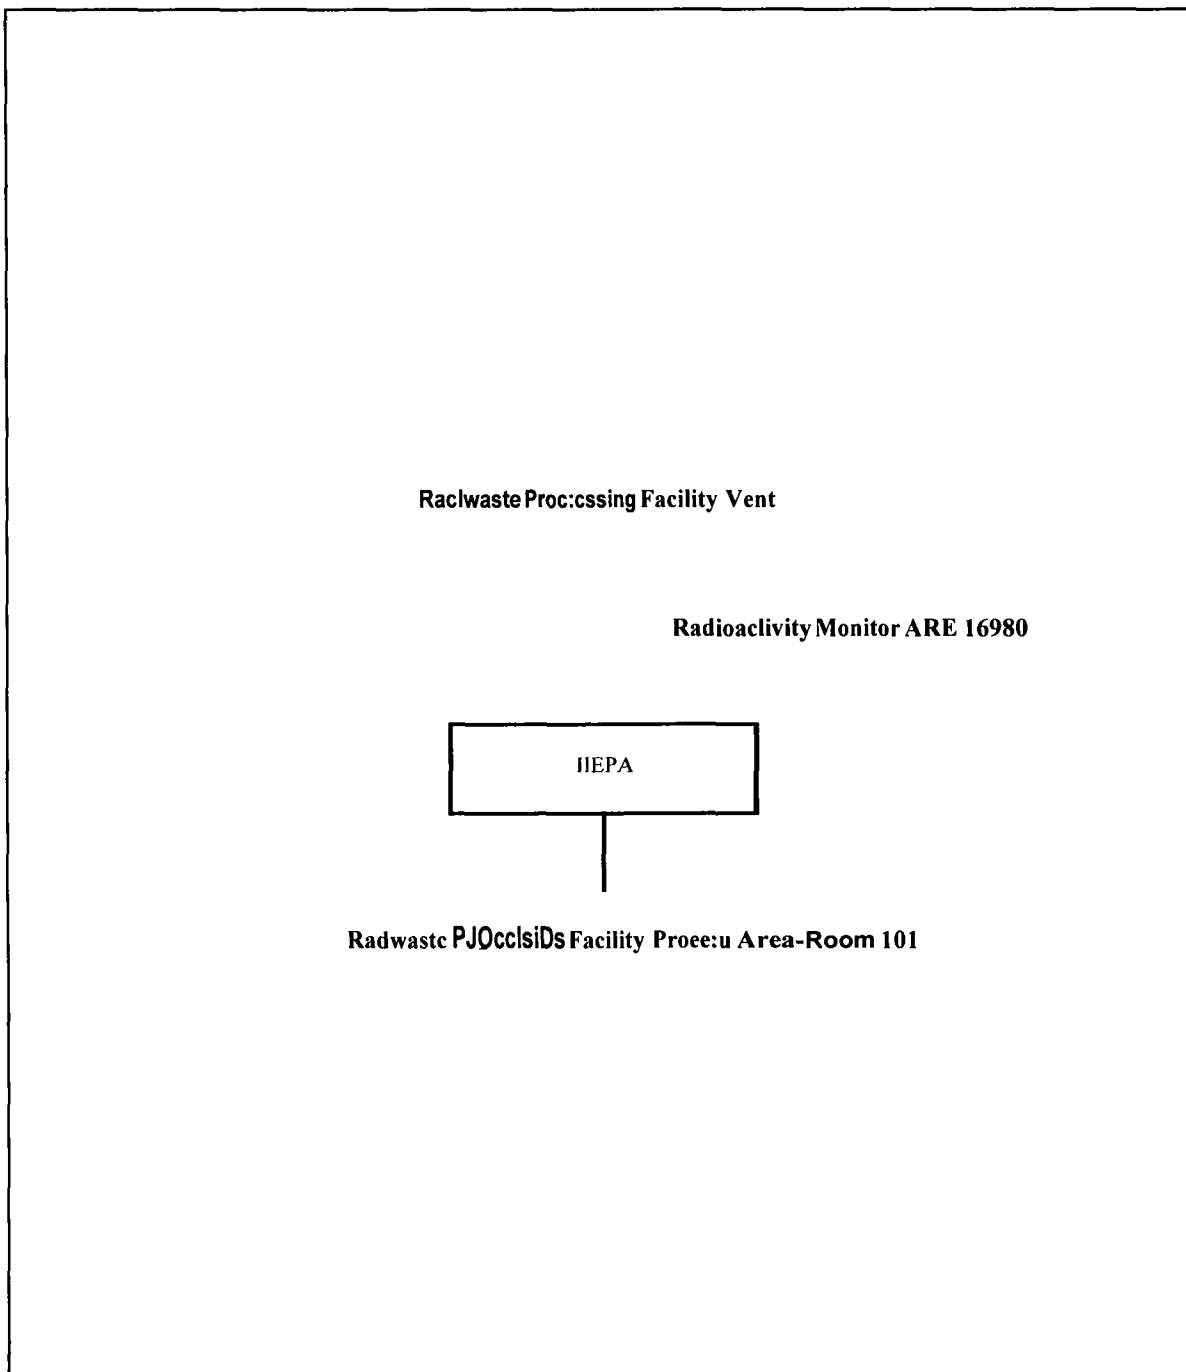 Raclwaste Proc:cssing Facility Vent
Radioaclivity Monitor ARE 16980
IIEPA
Radwastc PJOcclsiDs Facility Proee:u Area-Room 101